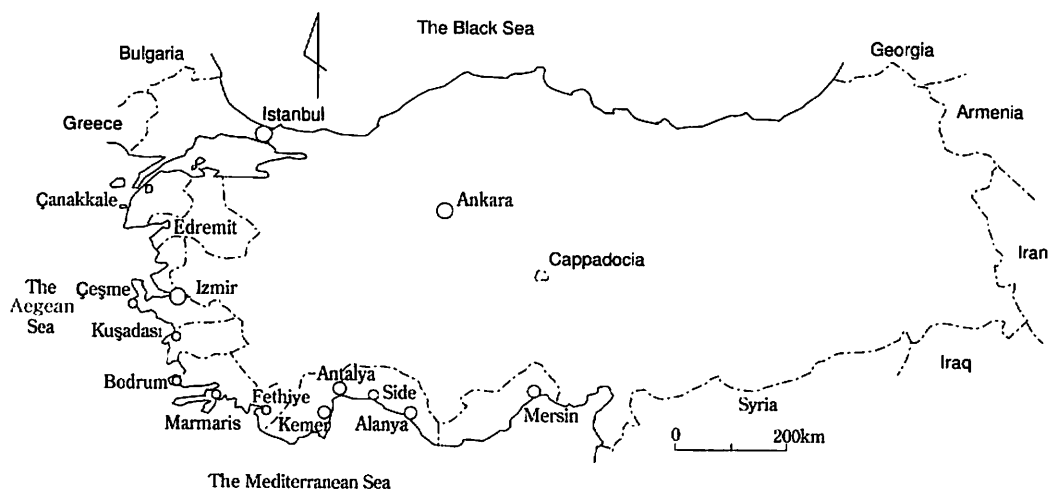 The Black Sea
Bulgaria
Georgia
Istanbul
Greece
Armenia
Çanakkale
Ankara
Edremit
Cappadocia
Iran
The
Aegean
Sea
Çeşme
Izmir
Kuşadası
Iraq
Bodrum
Antalya
Side
Fethiye
Marmaris
Kemer
Alanya
Mersin
Syria
0 200km
The Mediterranean Sea